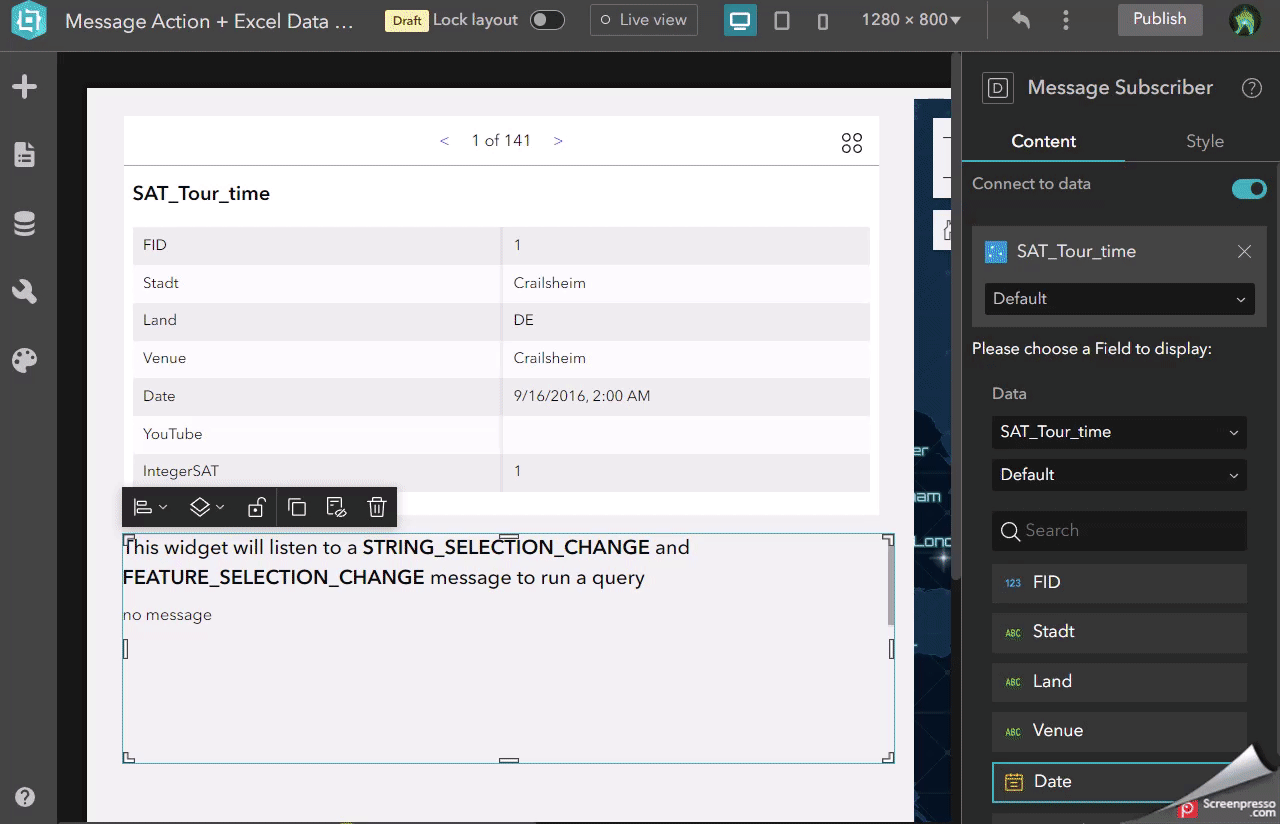 Message Action + Excel Data ...
Draft
Lock layout
Live view
1280 × 800
Publish
Message Subscriber
Content
Style
Connect to data
SAT_Tour_time
Default
Please choose a Field to display:
Data
SAT_Tour_time
Default
Search
123 FID
ABC Stadt
ABC Land
ABC Venue
Date
< 1 of 141 >
SAT_Tour_time
FID 1
Stadt Crailsheim
Land DE
Venue Crailsheim
Date 9/16/2016, 2:00 AM
YouTube
IntegerSAT 1
This widget will listen to a STRING_SELECTION_CHANGE and
FEATURE_SELECTION_CHANGE message to run a query
no message
Screenpresso
.com